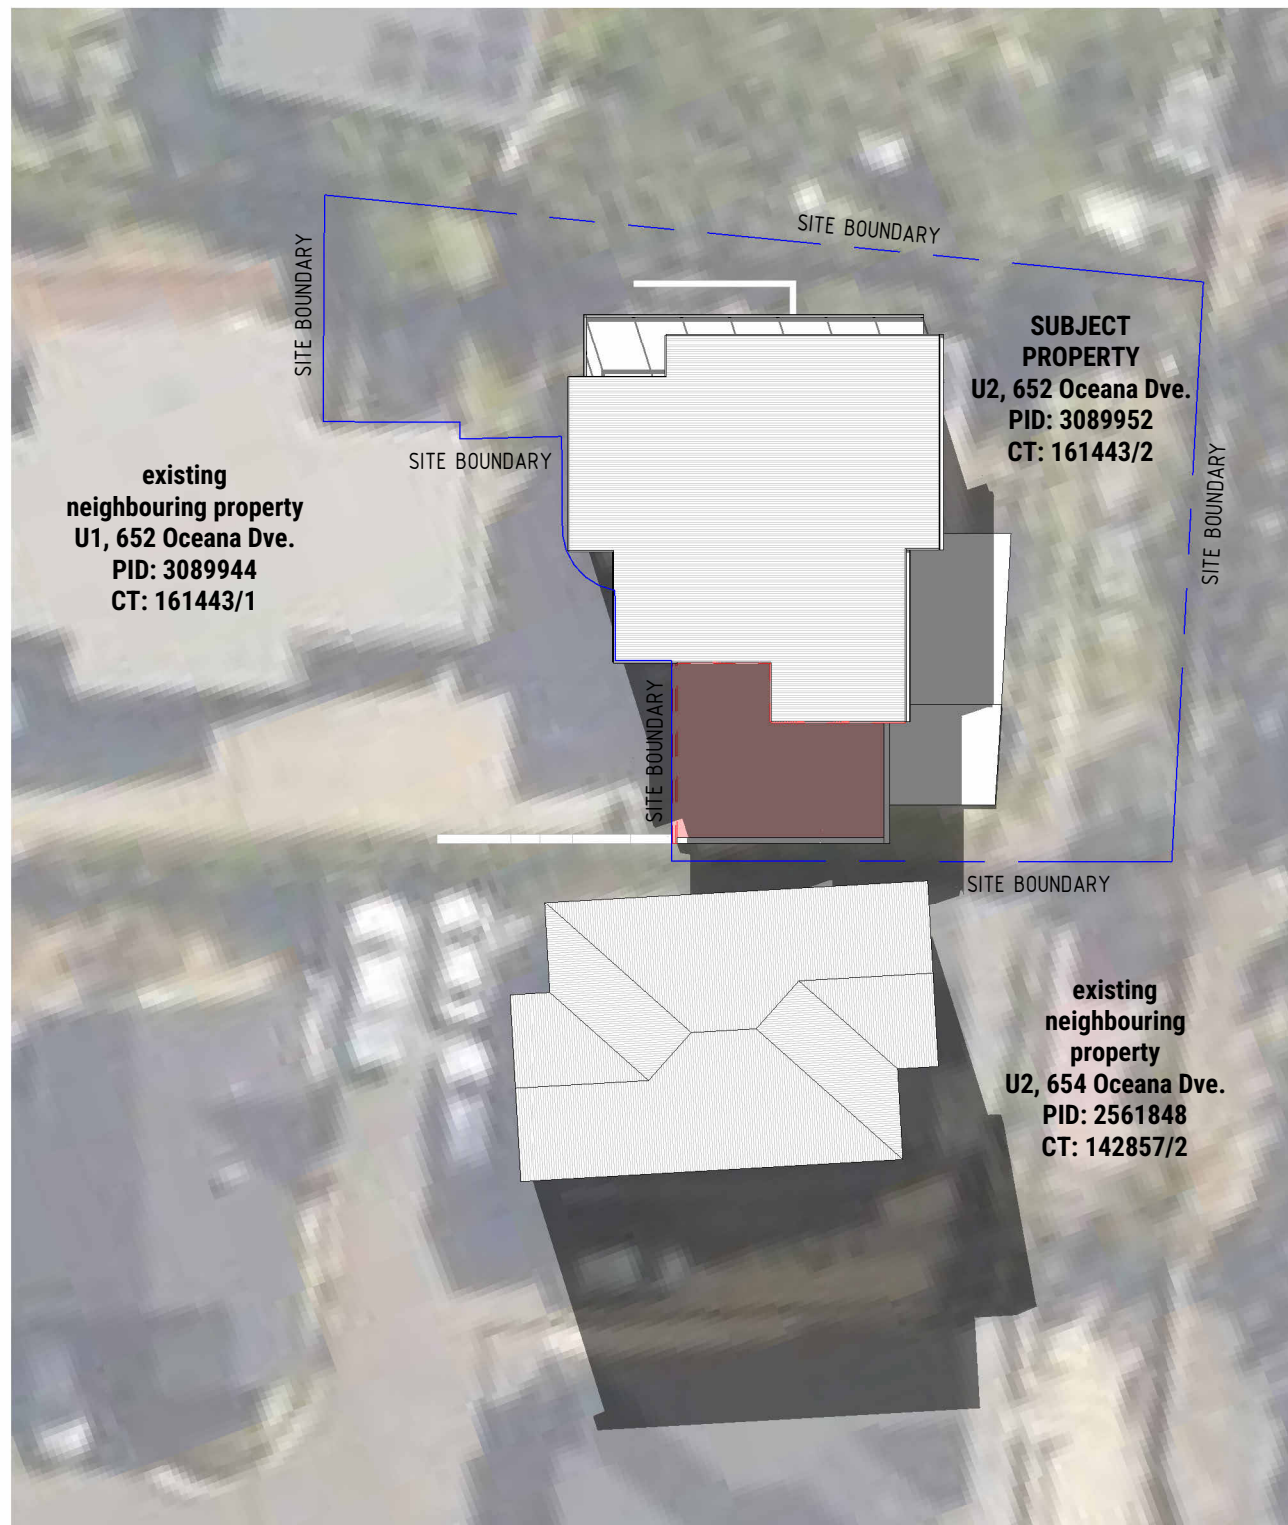 SITE BOUNDARY
SITE BOUNDARY
SUBJECT
PROPERTY
U2, 652 Oceana Dve.
PID: 3089952
CT: 161443/2
SITE BOUNDARY
existing
neighbouring property
U1, 652 Oceana Dve.
PID: 3089944
CT: 161443/1
SITE BOUNDARY
SITE BOUNDARY
SITE BOUNDARY
existing
neighbouring
property
U2, 654 Oceana Dve.
PID: 2561848
CT: 142857/2